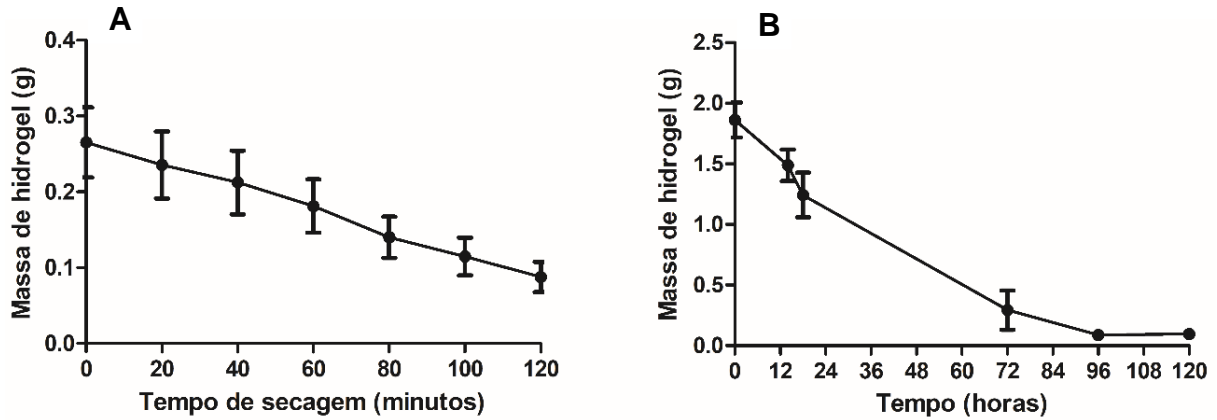 A
Massa de hidrogel (g)
0.4
0.3
0.2
0.1
0.0
0 20 40 60 80 100 120
Tempo de secagem (minutos)
B
Massa de hidrogel (g)
2.5
2.0
1.5
1.0
0.5
0.0
0 12 24 36 48 60 72 84 96 108 120
Tempo (horas)